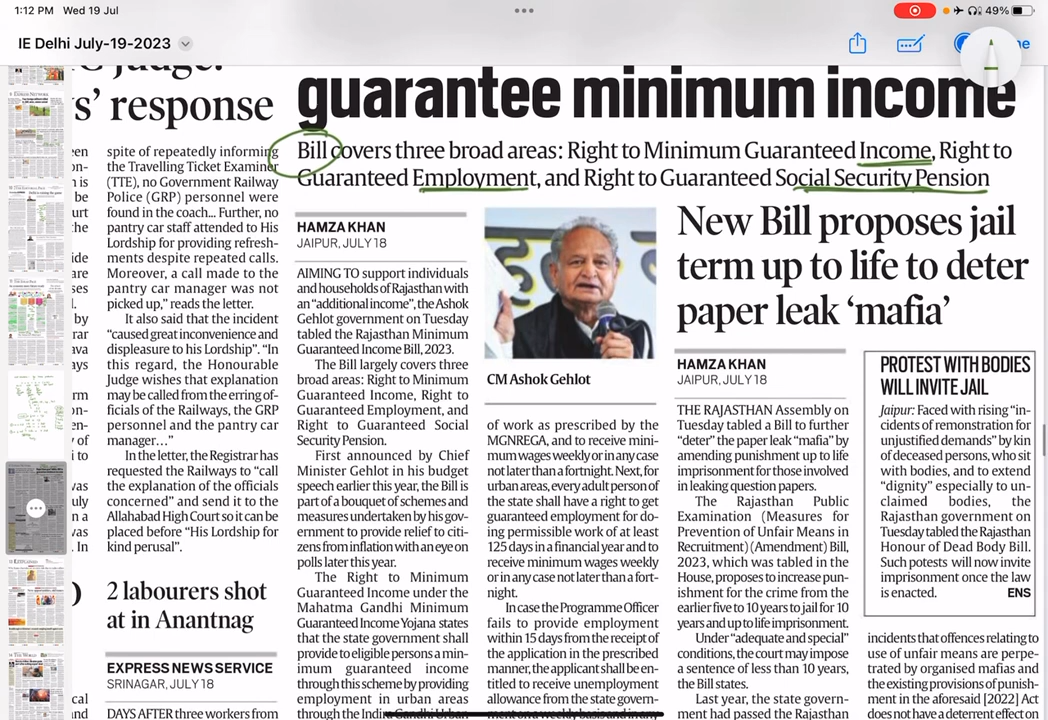 1:12 PM Wed 19 Jul
49%
IE Delhi July-19-2023
s' response
spite of repeatedly informing
the Travelling Ticket Examiner
(TTE), no Government Railway
Police (GRP) personnel were
found in the coach... Further, no
pantry car staff attended to His
Lordship for providing refresh-
ments despite repeated calls.
Moreover, a call made to the
pantry car manager was not
picked up," reads the letter.
It also said that the incident
"caused great inconvenience and
displeasure to his Lordship". "In
this regard, the Honourable
Judge wishes that explanation
may be called from the erring of-
ficials of the Railways, the GRP
personnel and the pantry car
manager…"
In the letter, the Registrar has
requested the Railways to "call
the explanation of the officials
concerned" and send it to the
Allahabad High Court so it can be
placed before "His Lordship for
kind perusal".
2 labourers shot
at in Anantnag
EXPRESS NEWS SERVICE
SRINAGAR, JULY 18
DAYS AFTER three workers from
guarantee minimum income
Bill covers three broad areas: Right to Minimum Guaranteed Income, Right to
Guaranteed Employment, and Right to Guaranteed Social Security Pension
HAMZA KHAN
JAIPUR, JULY 18
AIMING TO support individuals
and households of Rajasthan with
an "additional income", the Ashok
Gehlot government on Tuesday
tabled the Rajasthan Minimum
Guaranteed Income Bill, 2023.
The Bill largely covers three
broad areas: Right to Minimum
Guaranteed Income, Right to
Guaranteed Employment, and
Right to Guaranteed Social
Security Pension.
First announced by Chief
Minister Gehlot in his budget
speech earlier this year, the Bill is
part of a bouquet of schemes and
measures undertaken by his gov-
ernment to provide relief to citi-
zens from inflation with an eye on
polls later this year.
The Right to Minimum
Guaranteed Income under the
Mahatma Gandhi Minimum
Guaranteed Income Yojana states
that the state government shall
provide to eligible persons a min-
imum guaranteed income
through this scheme by providing
employment in urban areas
through the Indira Gandhi Urban
CM Ashok Gehlot
of work as prescribed by the
MGNREGA, and to receive mini-
mum wages weekly or in any case
not later than a fortnight. Next, for
urban areas, every adult person of
the state shall have a right to get
guaranteed employment for do-
ing permissible work of at least
125 days in a financial year and to
receive minimum wages weekly
or in any case not later than a fort-
night.
In case the Programme Officer
fails to provide employment
within 15 days from the receipt of
the application in the prescribed
manner, the applicant shall be en-
titled to receive unemployment
allowance from the state govern-
ment on a weekly basis and in any
New Bill proposes jail
term up to life to deter
paper leak 'mafia'
HAMZA KHAN
JAIPUR, JULY 18
THE RAJASTHAN Assembly on
Tuesday tabled a Bill to further
"deter" the paper leak "mafia" by
amending punishment up to life
imprisonment for those involved
in leaking question papers.
The Rajasthan Public
Examination (Measures for
Prevention of Unfair Means in
Recruitment) (Amendment) Bill,
2023, which was tabled in the
House, proposes to increase pun-
ishment for the crime from the
earlier five to 10 years to jail for 10
years and up to life imprisonment.
Under "adequate and special"
conditions, the court may impose
a sentence of less than 10 years,
the Bill states.
Last year, the state govern-
ment had passed the Rajasthan
PROTEST WITH BODIES
WILL INVITE JAIL
Jaipur: Faced with rising "in-
cidents of remonstration for
unjustified demands" by kin
of deceased persons, who sit
with bodies, and to extend
"dignity" especially to un-
claimed bodies, the
Rajasthan government on
Tuesday tabled the Rajasthan
Honour of Dead Body Bill.
Such potests will now invite
imprisonment once the law
is enacted. ENS
incidents that offences relating to
use of unfair means are perpe-
trated by organised mafias and
the existing provisions of punish-
ment in the aforesaid [2022] Act
does not have a deterrent effect on